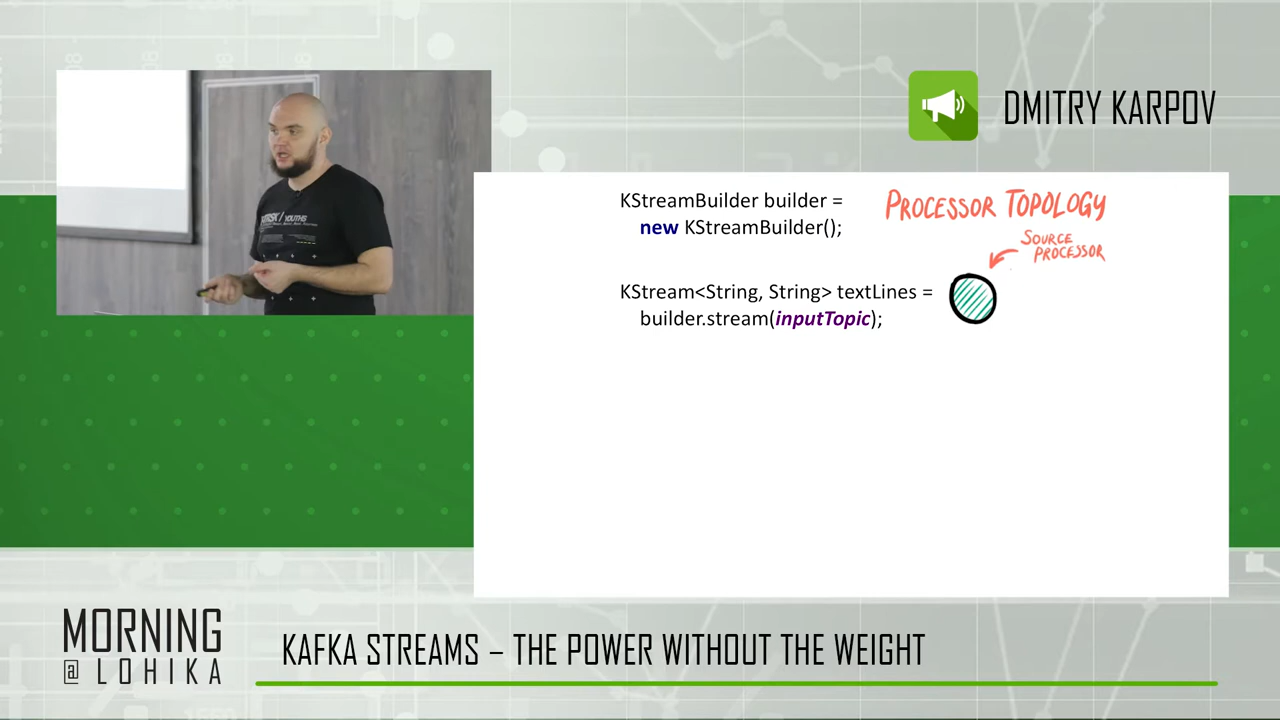 DMITRY KARPOV
KStreamBuilder builder =
new KStreamBuilder();
PROCESSOR TOPOLOGY
SOURCE
PROCESSOR
KStream<String, String> textLines =
builder.stream(inputTopic);
MORNING
@ LOHIKA
KAFKA STREAMS – THE POWER WITHOUT THE WEIGHT